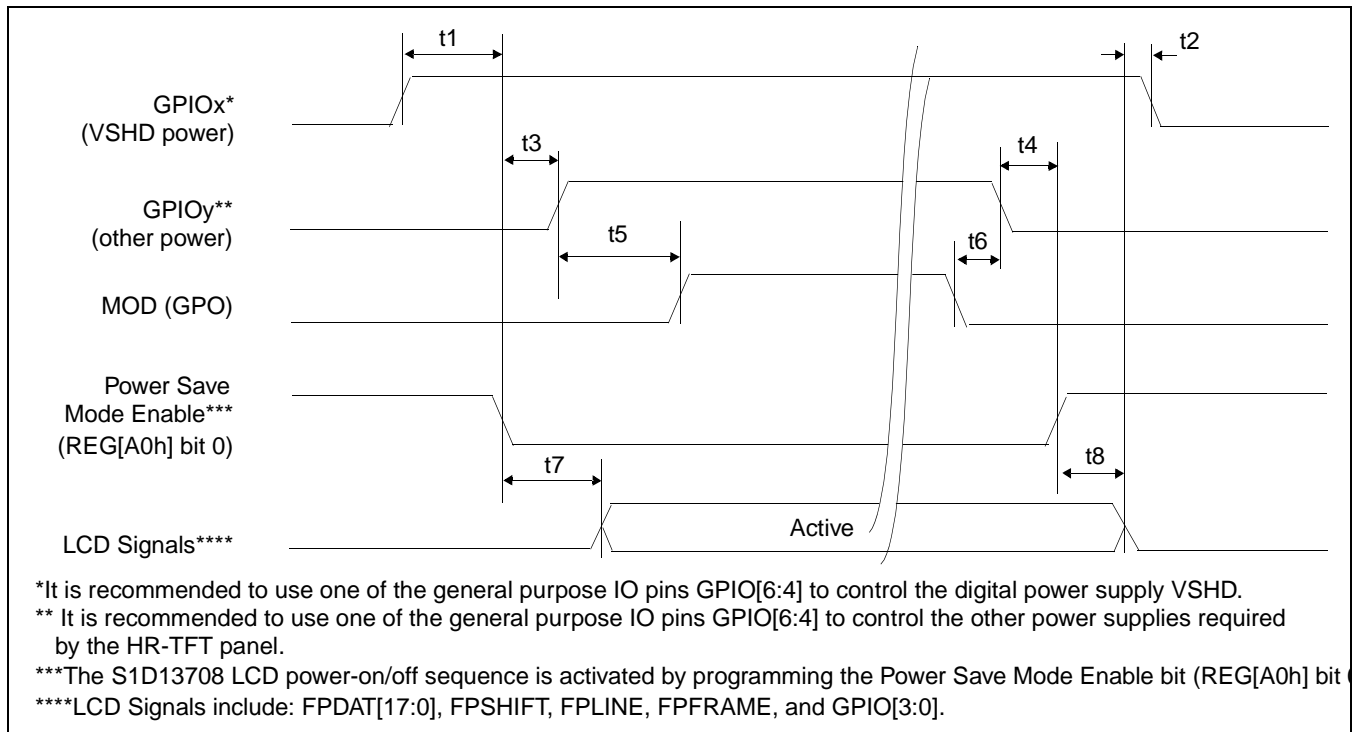 t1
t2
GPIOx*
(VSHD power)
t3
t4
GPIOy**
(other power)
t5
t6
MOD (GPO)
Power Save
Mode Enable***
(REG[A0h] bit 0)
t7
t8
LCD Signals****
Active
*It is recommended to use one of the general purpose IO pins GPIO[6:4] to control the digital power supply VSHD.
** It is recommended to use one of the general purpose IO pins GPIO[6:4] to control the other power supplies required
by the HR-TFT panel.
***The S1D13708 LCD power-on/off sequence is activated by programming the Power Save Mode Enable bit (REG[A0h] bit
****LCD Signals include: FPDAT[17:0], FPSHIFT, FPLINE, FPFRAME, and GPIO[3:0].